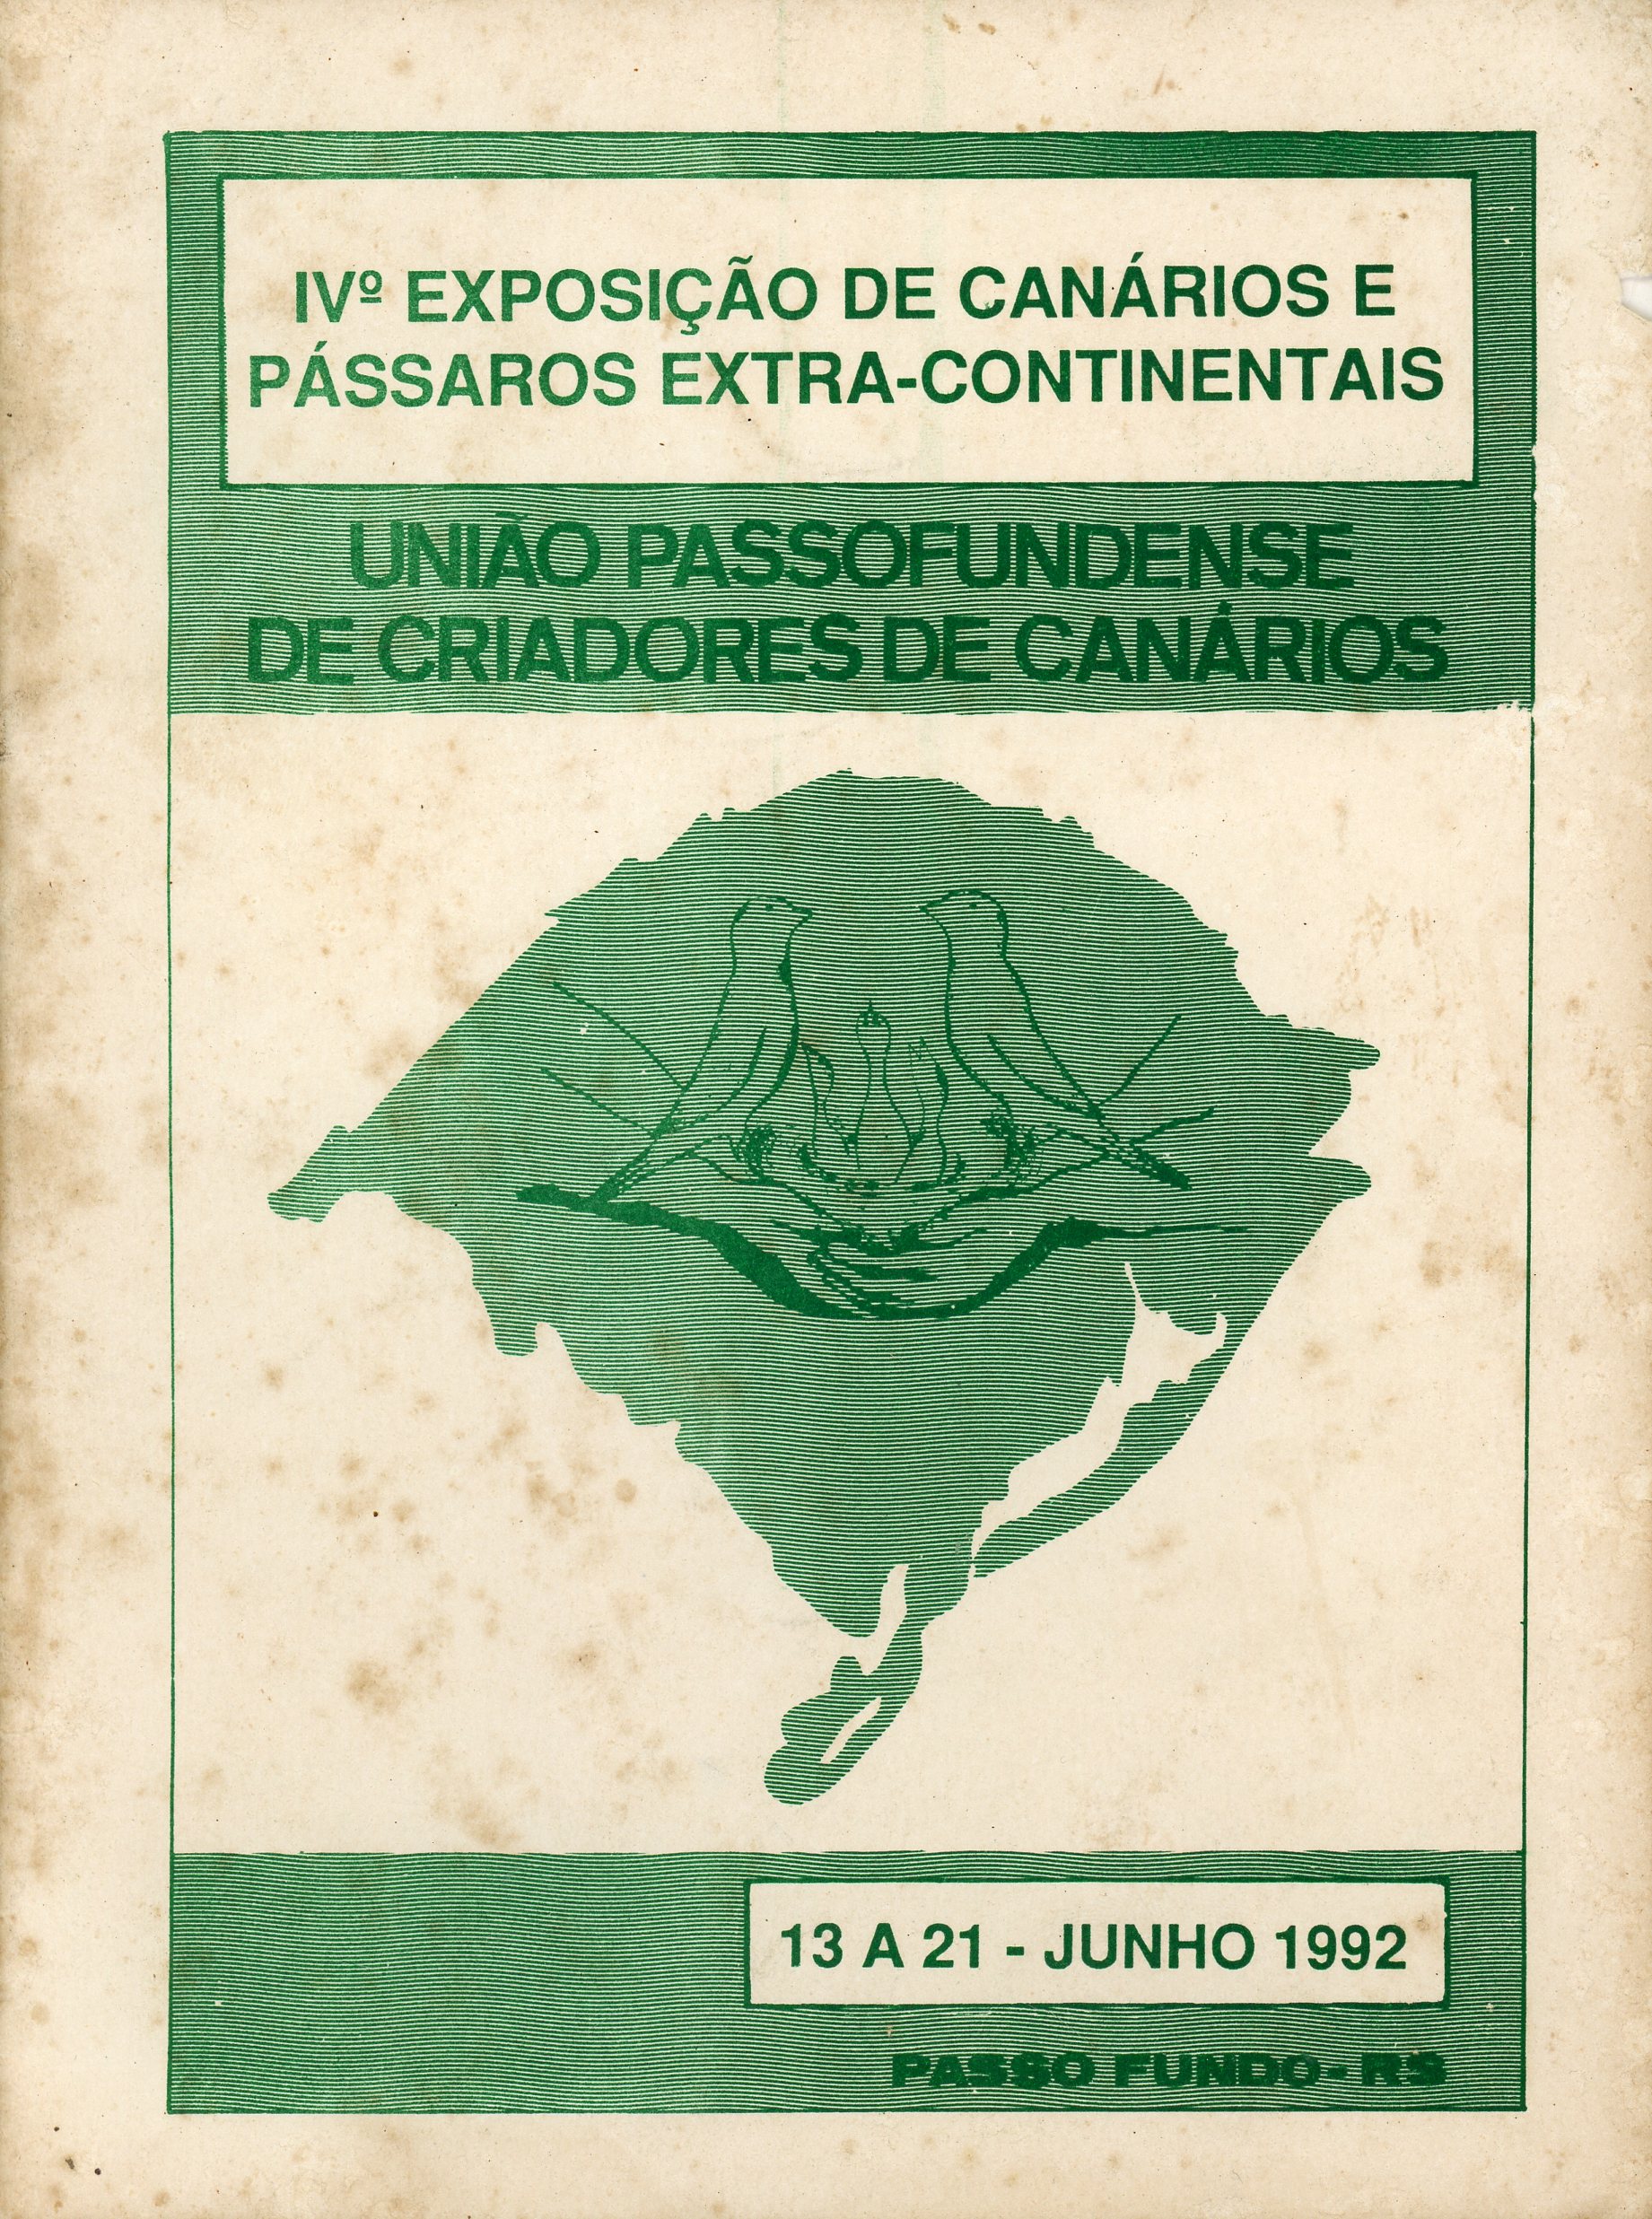 IVº EXPOSIÇÃO DE CANÁRIOS E
PÁSSAROS EXTRA-CONTINENTAIS
UNIÃO PASSOFUNDENSE
DE CRIADORES DE CANÁRIOS
13 A 21 - JUNHO 1992
PASSO FUNDO - RS